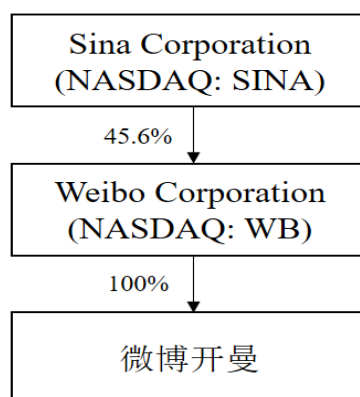 Sina Corporation
(NASDAQ: SINA)
45.6%
Weibo Corporation
(NASDAQ: WB)
100%
微博开曼